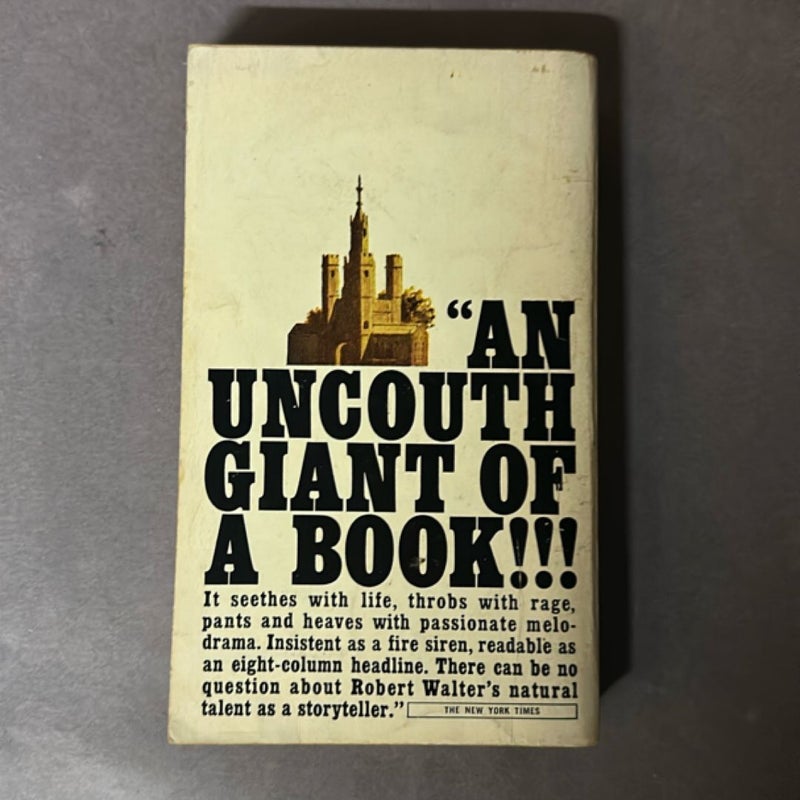 “AN
UNCOUTH
GIANT OF
A BOOK!!!
It seethes with life, throbs with rage,
pants and heaves with passionate melo-
drama. Insistent as a fire siren, readable as
an eight-column headline. There can be no
question about Robert Walter's natural
talent as a storyteller.” THE NEW YORK TIMES